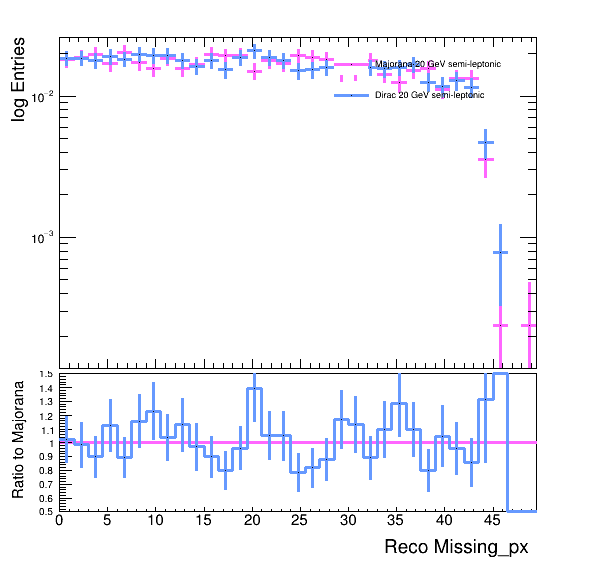 log Entries
Majorana 20 GeV semi-leptonic
Dirac 20 GeV semi-leptonic
10⁻²
10⁻³
Ratio to Majorana
1.5
1.4
1.3
1.2
1.1
1
0.9
0.8
0.7
0.6
0.5
0 5 10 15 20 25 30 35 40 45
Reco Missing_px